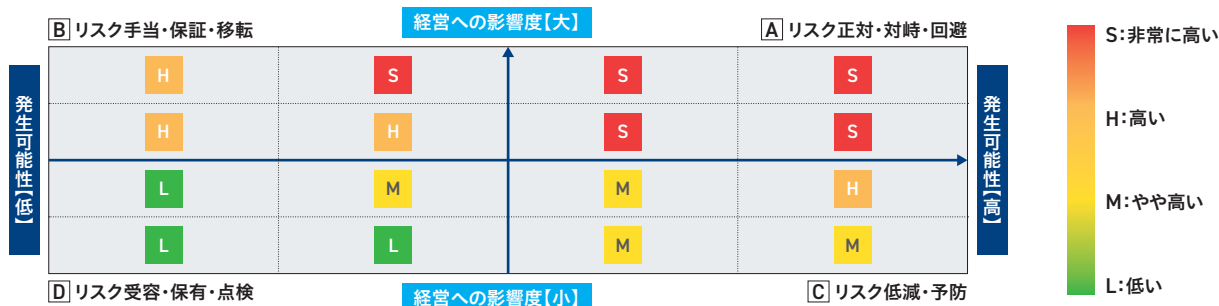 B リスク手当・保証・移転
経営への影響度【大】
A リスク正対・対峙・回避
発生可能性【低】
H S S S
H H S S
L M M H
L L M M
発生可能性【高】
D リスク受容・保有・点検
経営への影響度【小】
C リスク低減・予防
S:非常に高い
H:高い
M:やや高い
L:低い